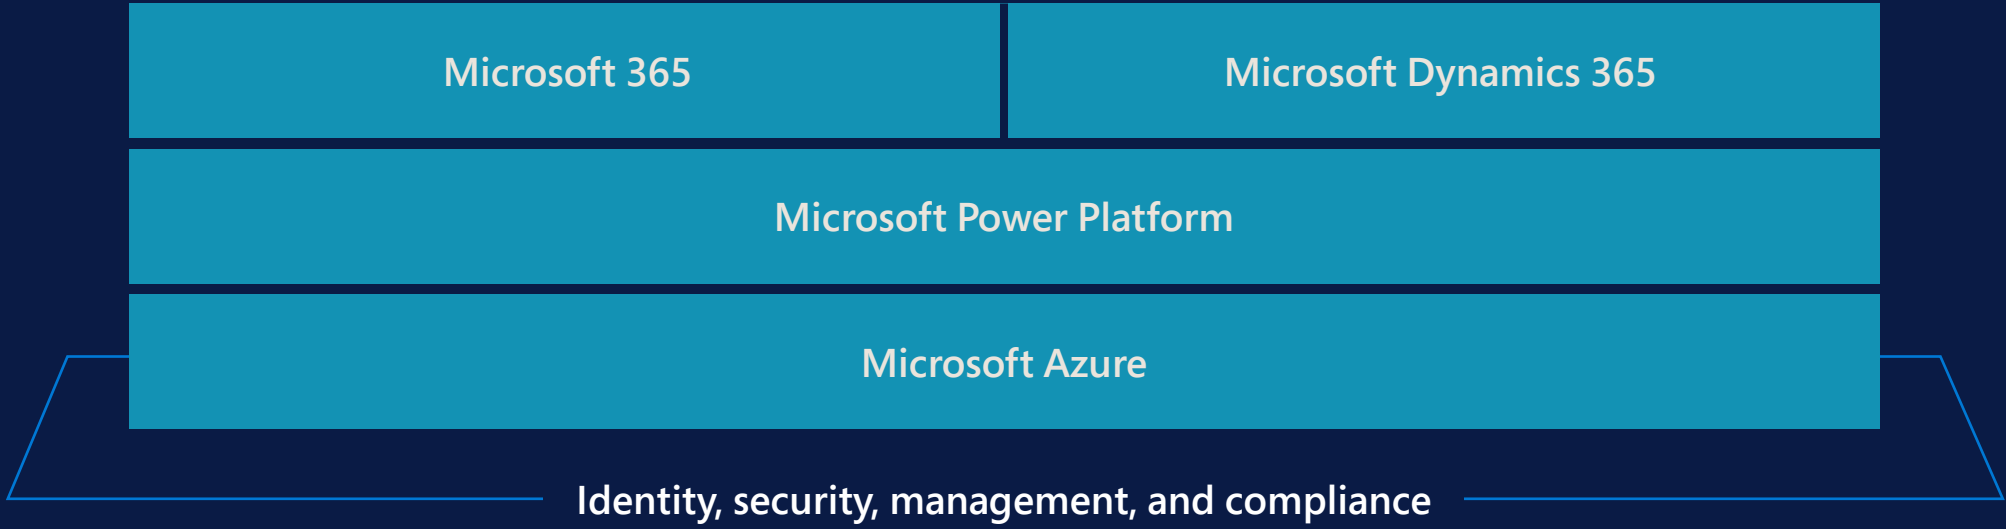 Microsoft 365
Microsoft Dynamics 365
Microsoft Power Platform
Microsoft Azure
Identity, security, management, and compliance